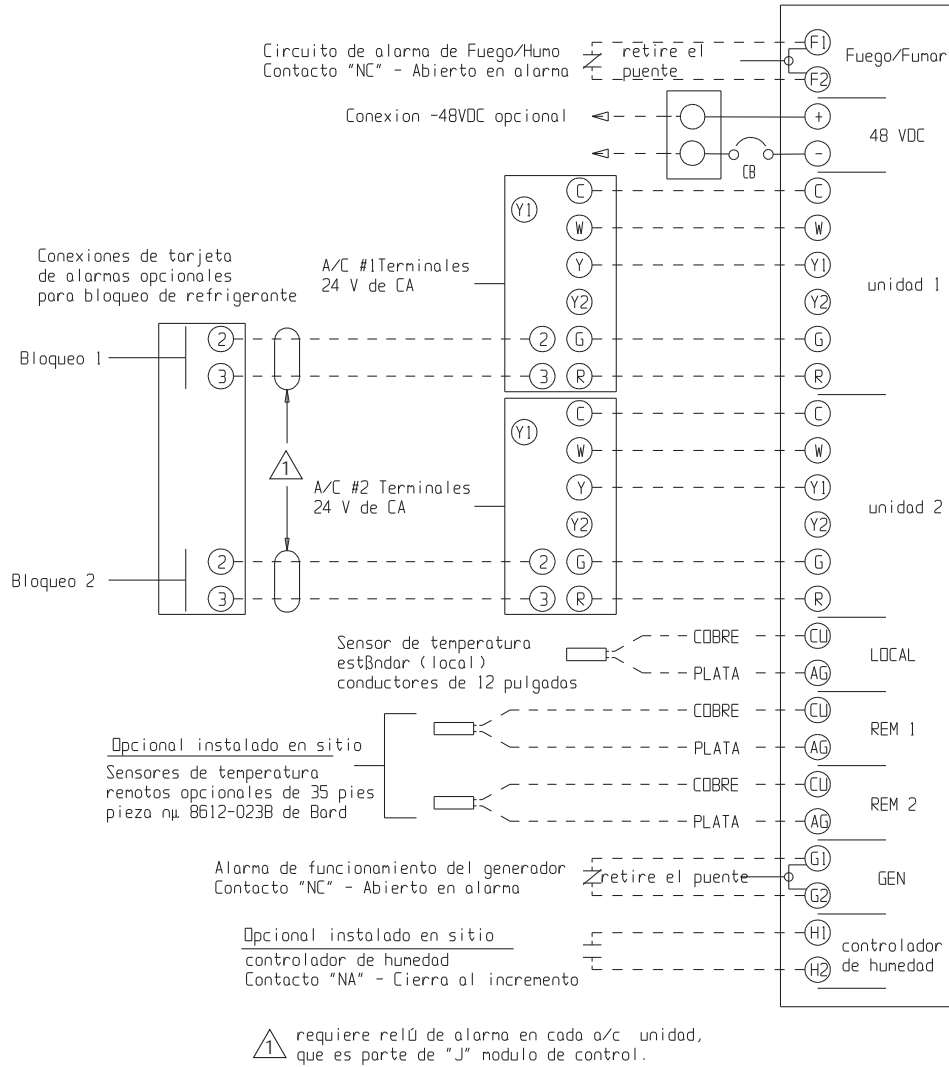 Circuito de alarma de Fuego/Humo
Contacto "NC" - Abierto en alarma
retire el
puente
F1
F2
Fuego/Fumar
Conexion -48VDC opcional
+
-
CB
48 VDC
Conexiones de tarjeta
de alarmas opcionales
para bloqueo de refrigerante
A/C #1Terminales
24 V de CA
Y1
C
W
Y
Y2
2 G
3 R
C
W
Y1
Y2
G
R
unidad 1
Bloqueo 1
2
3
1
A/C #2 Terminales
24 V de CA
Y1
C
W
Y
Y2
2 G
3 R
C
W
Y1
Y2
G
R
unidad 2
Bloqueo 2
2
3
Sensor de temperatura
estßndar (local)
conductores de 12 pulgadas
COBRE
PLATA
CU
AG
LOCAL
Opcional instalado en sitio
Sensores de temperatura
remotos opcionales de 35 pies
pieza nµ 8612-023B de Bard
COBRE
PLATA
CU
AG
REM 1
COBRE
PLATA
CU
AG
REM 2
Alarma de funcionamiento del generador
Contacto "NC" - Abierto en alarma
retire el puente
G1
G2
GEN
Opcional instalado en sitio
controlador de humedad
Contacto "NA" - Cierra al incremento
H1
H2
controlador
de humedad
1
requiere relÚ de alarma en cada a/c unidad,
que es parte de "J" modulo de control.